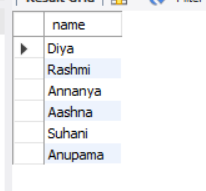 Result Grid
Filter
name
Diya
Rashmi
Annanya
Aashna
Suhani
Anupama